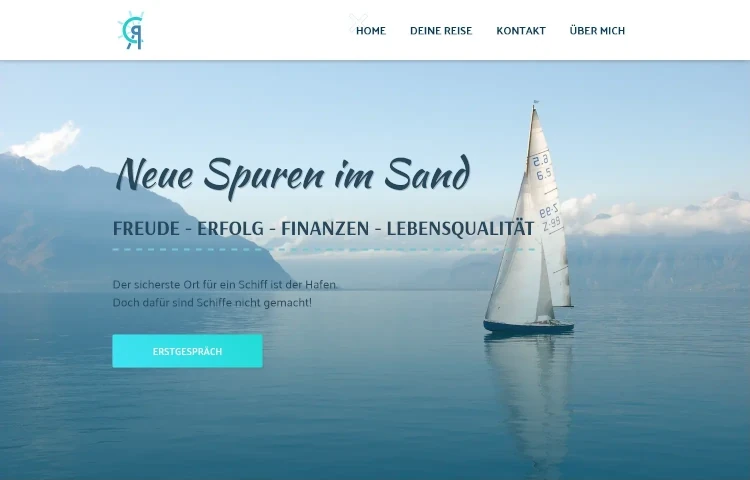 HOME DEINE REISE KONTAKT ÜBER MICH
Neue Spuren im Sand
FREUDE - ERFOLG - FINANZEN - LEBENSQUALITÄT
Der sicherste Ort für ein Schiff ist der Hafen.
Doch dafür sind Schiffe nicht gemacht!
ERSTGESPRÄCH